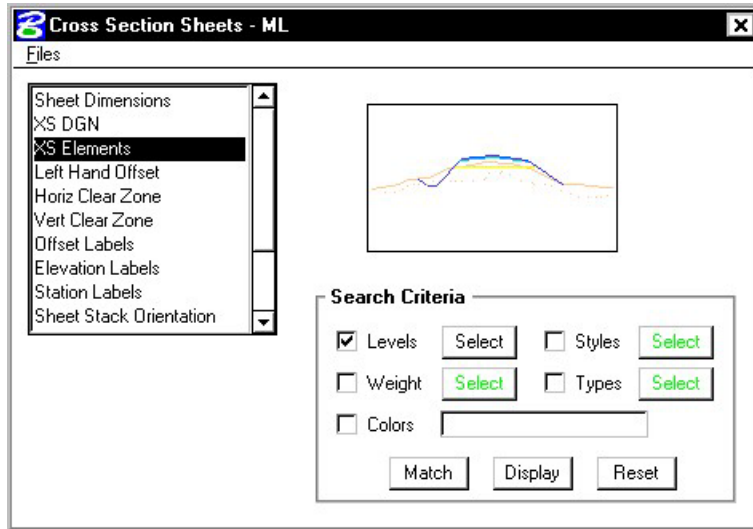 Cross Section Sheets - ML
Files
Sheet Dimensions
XS DGN
XS Elements
Left Hand Offset
Horiz Clear Zone
Vert Clear Zone
Offset Labels
Elevation Labels
Station Labels
Sheet Stack Orientation
Search Criteria
Levels Select Styles Select
Weight Select Types Select
Colors
Match Display Reset